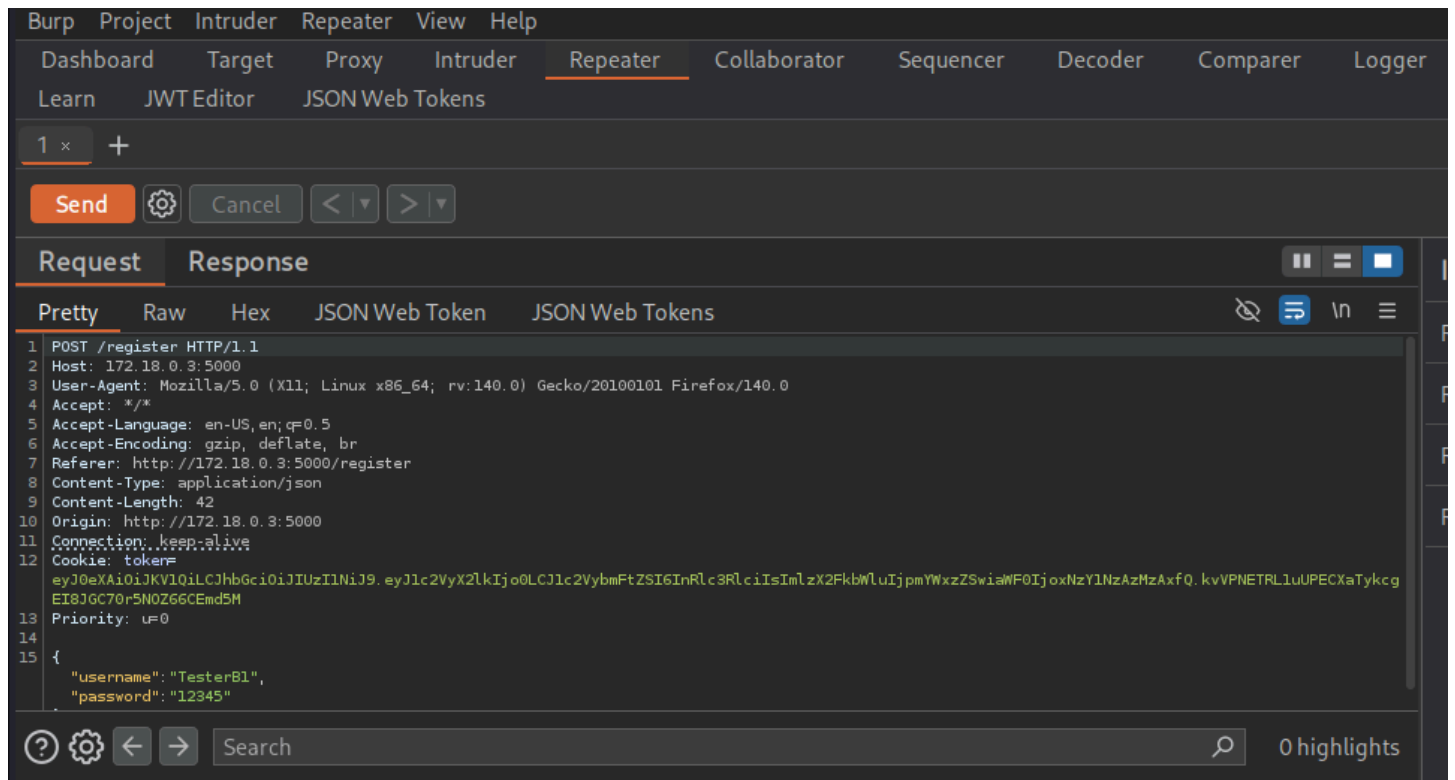 Burp Project Intruder Repeater View Help
Dashboard Target Proxy Intruder Repeater Collaborator Sequencer Decoder Comparer Logger
Learn JWT Editor JSON Web Tokens
1 × +
Send Cancel < >
Request Response
Pretty Raw Hex JSON Web Token JSON Web Tokens \n
1 POST /register HTTP/1.1
2 Host: 172.18.0.3:5000
3 User-Agent: Mozilla/5.0 (X11; Linux x86_64; rv:140.0) Gecko/20100101 Firefox/140.0
4 Accept: */*
5 Accept-Language: en-US,en;q=0.5
6 Accept-Encoding: gzip, deflate, br
7 Referer: http://172.18.0.3:5000/register
8 Content-Type: application/json
9 Content-Length: 42
10 Origin: http://172.18.0.3:5000
11 Connection: keep-alive
12 Cookie: token=
eyJ0eXAiOiJKV1QiLCJhbGciOiJIUzI1NiJ9.eyJ1c2VyX2lkIjo0LCJ1c2VybmFtZSI6InRlc3RlciIsImlzX2FkbWluIjpmYWxzZSwiaWF0IjoxNzY1NzAzMzAxfQ.kvVPNETRL1uUPECXaTykcg
EI8JGC70r5NOZ66CEmd5M
13 Priority: u=0
14
15 {
"username":"TesterB1",
"password":"12345"
? Search 0 highlights